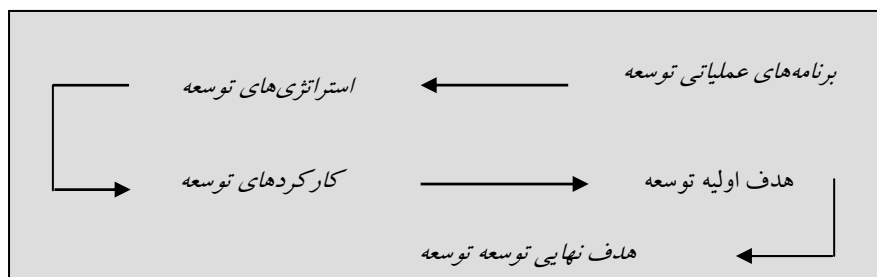 برنامه‌های عملیاتی توسعه
استراتژی‌های توسعه
کارکردهای توسعه
هدف اولیه توسعه
هدف نهایی توسعه توسعه